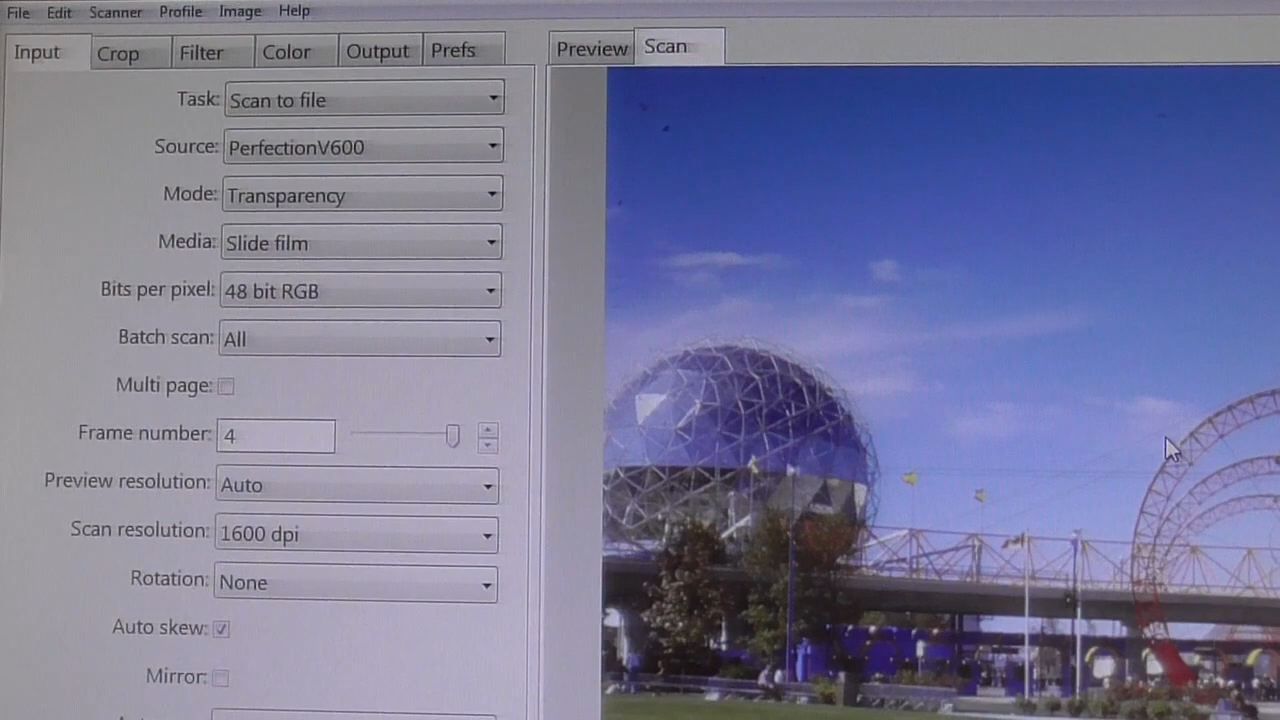 File Edit Scanner Profile Image Help
Input Crop Filter Color Output Prefs Preview Scan
Task: Scan to file
Source: PerfectionV600
Mode: Transparency
Media: Slide film
Bits per pixel: 48 bit RGB
Batch scan: All
Multi page:
Frame number: 4
Preview resolution: Auto
Scan resolution: 1600 dpi
Rotation: None
Auto skew:
Mirror: